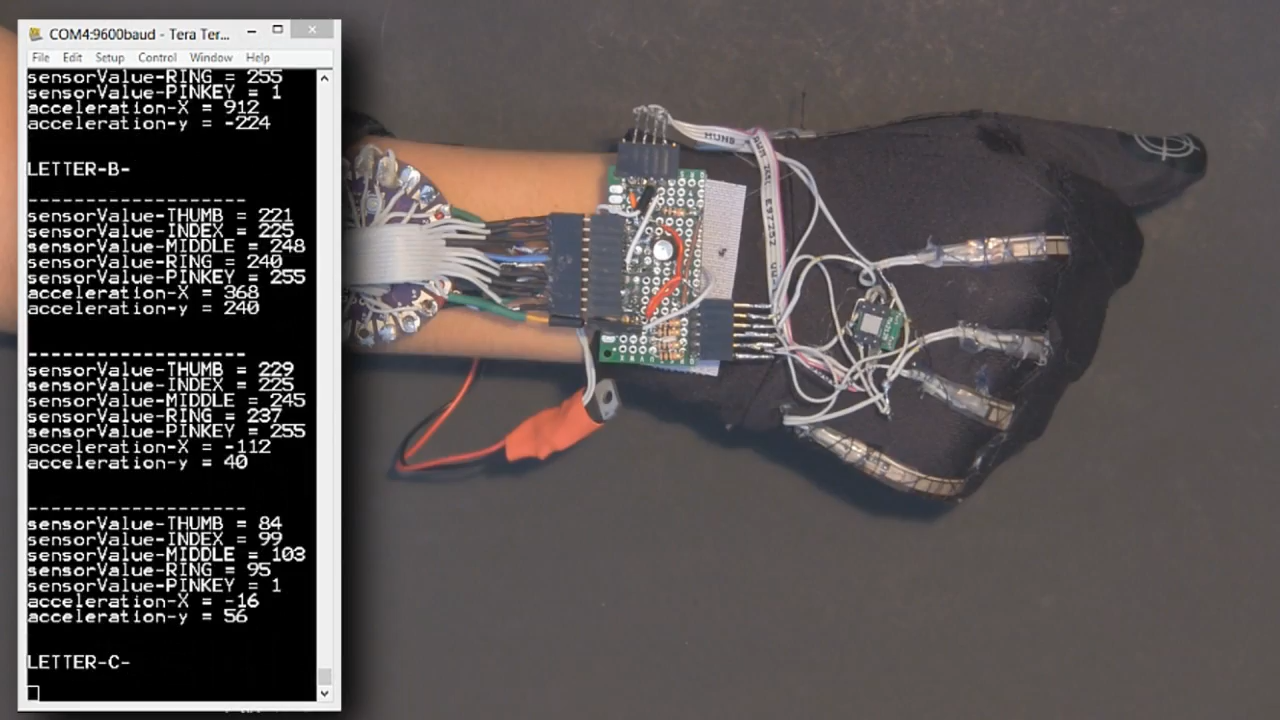 COM4:9600baud - Tera Ter...
File Edit Setup Control Window Help
sensorValue-RING = 255
sensorValue-PINKEY = 1
acceleration-X = 912
acceleration-y = -224
LETTER-B-
---------------------
sensorValue-THUMB = 221
sensorValue-INDEX = 225
sensorValue-MIDDLE = 248
sensorValue-RING = 240
sensorValue-PINKEY = 255
acceleration-X = 368
acceleration-y = 240
---------------------
sensorValue-THUMB = 229
sensorValue-INDEX = 225
sensorValue-MIDDLE = 245
sensorValue-RING = 237
sensorValue-PINKEY = 255
acceleration-X = -112
acceleration-y = 40
---------------------
sensorValue-THUMB = 84
sensorValue-INDEX = 99
sensorValue-MIDDLE = 103
sensorValue-RING = 95
sensorValue-PINKEY = 1
acceleration-X = -16
acceleration-y = 56
LETTER-C-
E97252